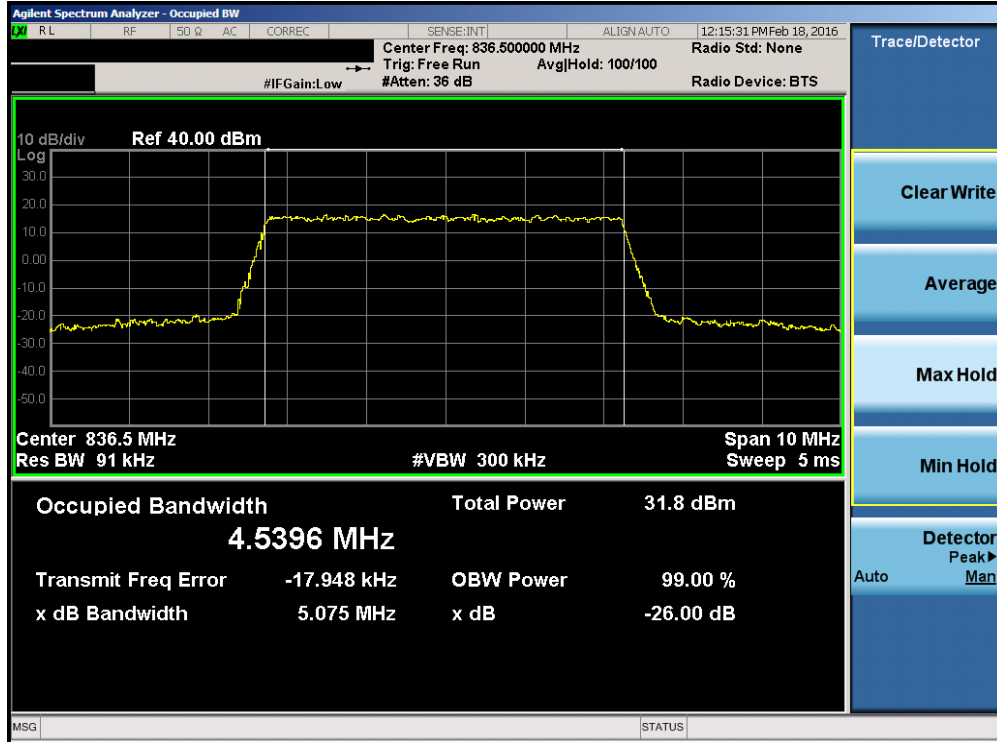 Agilent Spectrum Analyzer - Occupied BW
LXI RL RF 50 Ω AC CORREC SENSE:INT ALIGN AUTO 12:15:31 PM Feb 18, 2016
Center Freq: 836.500000 MHz Radio Std: None
Trig: Free Run Avg|Hold: 100/100
#IFGain:Low #Atten: 36 dB Radio Device: BTS
10 dB/div Ref 40.00 dBm
Log
30.0
20.0
10.0
0.00
-10.0
-20.0
-30.0
-40.0
-50.0
Center 836.5 MHz Span 10 MHz
Res BW 91 kHz #VBW 300 kHz Sweep 5 ms
Occupied Bandwidth Total Power 31.8 dBm
4.5396 MHz
Transmit Freq Error -17.948 kHz OBW Power 99.00 %
x dB Bandwidth 5.075 MHz x dB -26.00 dB
MSG STATUS
Trace/Detector
Clear Write
Average
Max Hold
Min Hold
Detector
Peak▶
Auto Man